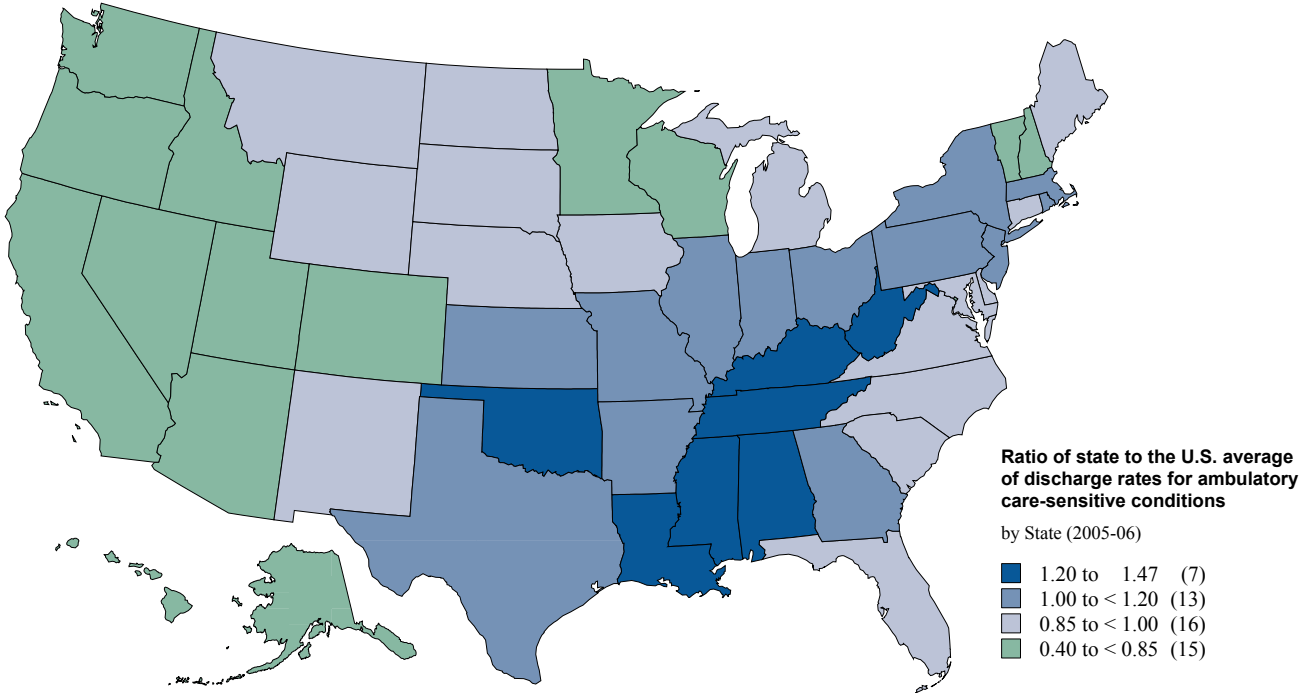 Ratio of state to the U.S. average
of discharge rates for ambulatory
care-sensitive conditions
by State (2005-06)
1.20 to 1.47 (7)
1.00 to < 1.20 (13)
0.85 to < 1.00 (16)
0.40 to < 0.85 (15)